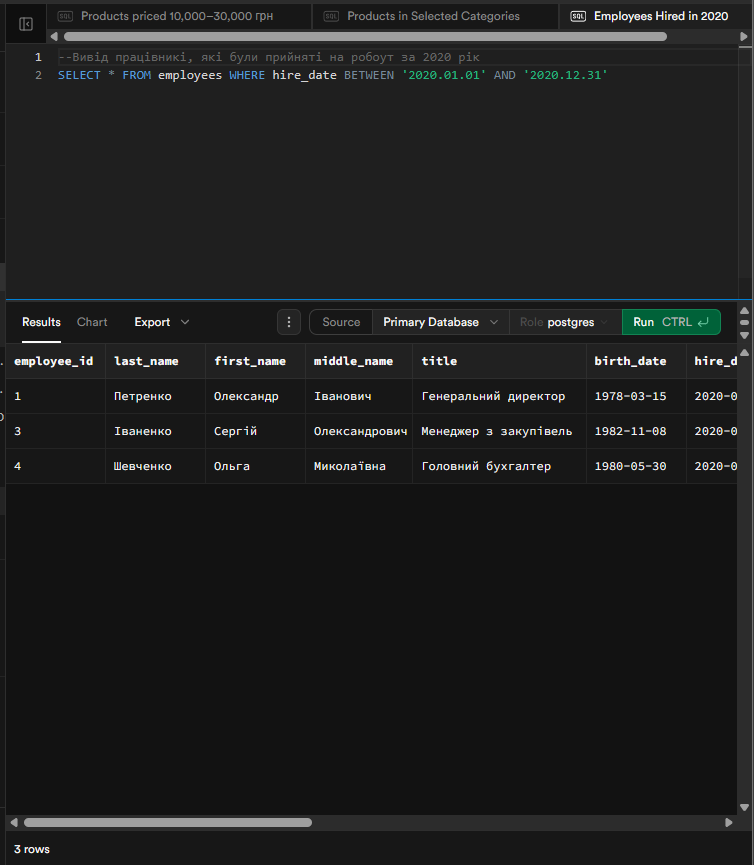 SQL Products priced 10,000–30,000 грн SQL Products in Selected Categories SQL Employees Hired in 2020
1 --Вивід працівникі, які були прийняті на робоут за 2020 рік
2 SELECT * FROM employees WHERE hire_date BETWEEN '2020.01.01' AND '2020.12.31'
Results Chart Export Source Primary Database Role postgres Run CTRL
employee_id last_name first_name middle_name title birth_date hire_d
1 Петренко Олександр Іванович Генеральний директор 1978-03-15 2020-0
3 Іваненко Сергій Олександрович Менеджер з закупівель 1982-11-08 2020-0
4 Шевченко Ольга Миколаївна Головний бухгалтер 1980-05-30 2020-0
3 rows